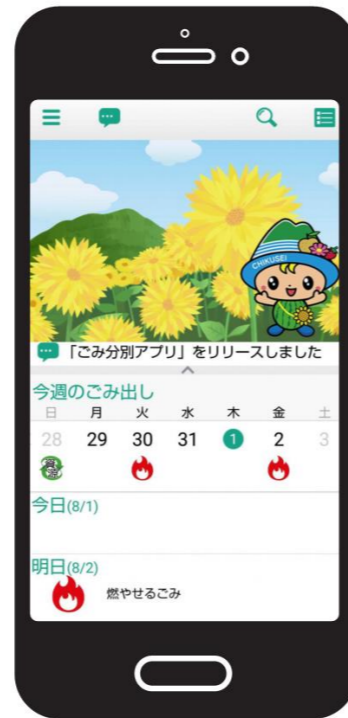 CHIKUSEI
「ごみ分別アプリ」をリリースしました
今週のごみ出し
日 月 火 水 木 金 土
28 29 30 31 1 2 3
今日(8/1)
明日(8/2)
燃やせるごみ